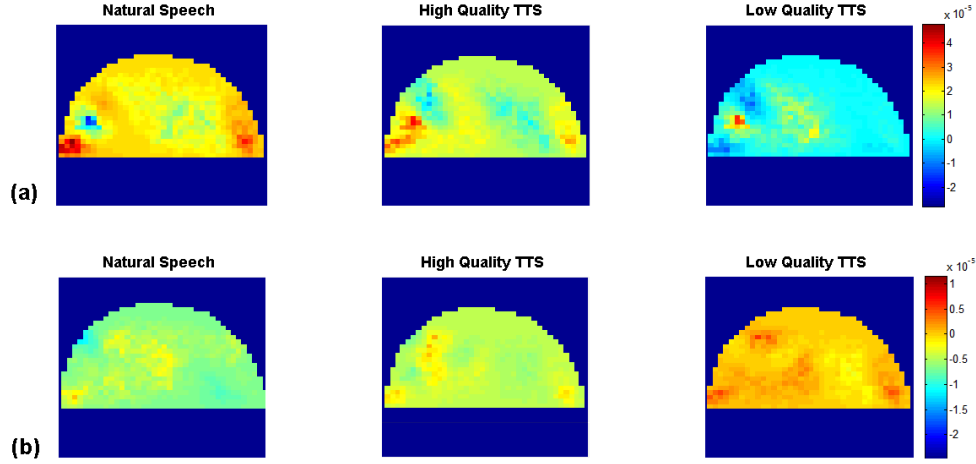 Natural Speech
High Quality TTS
Low Quality TTS
x 10⁻⁵
4
3
2
1
0
-1
-2
(a)
Natural Speech
High Quality TTS
Low Quality TTS
x 10⁻⁵
1
0.5
0
-0.5
-1
-1.5
-2
(b)